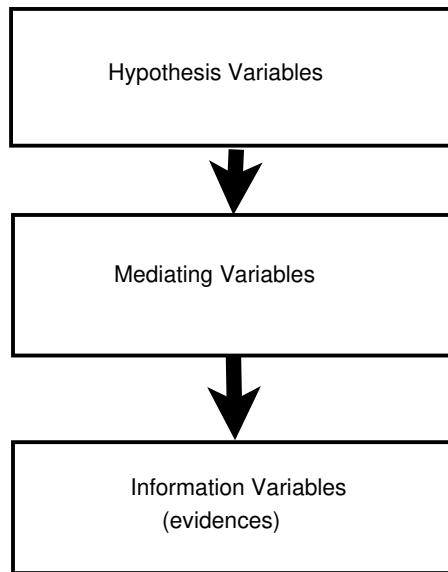 Hypothesis Variables
Mediating Variables
Information Variables
(evidences)